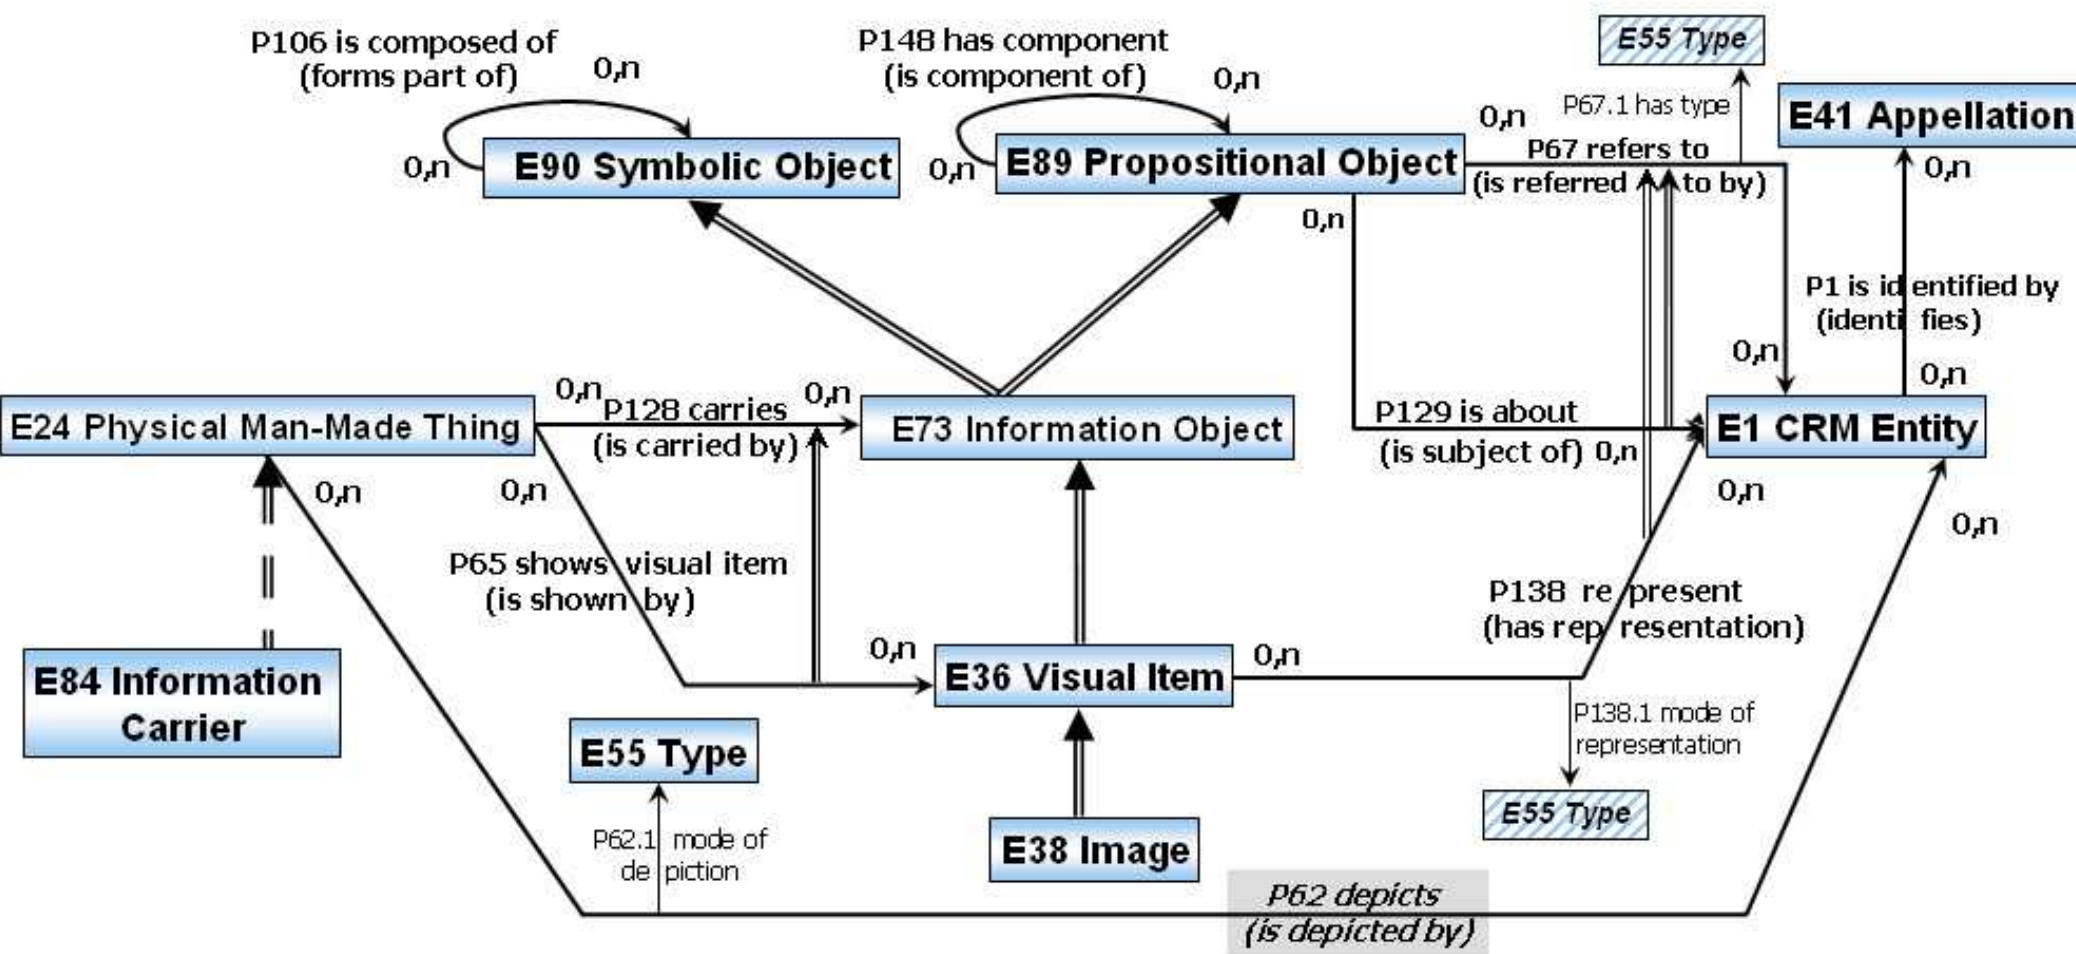 P106 is composed of
(forms part of)
0,n
0,n
E90 Symbolic Object
P148 has component
(is component of)
0,n
0,n
E89 Propositional Object
0,n
E55 Type
P67.1 has type
P67 refers to
(is referred to by)
E41 Appellation
0,n
0,n
P1 is identified by
(identifies)
0,n
0,n
E24 Physical Man-Made Thing
0,n
P128 carries
(is carried by)
0,n
E73 Information Object
P129 is about
(is subject of) 0,n
E1 CRM Entity
0,n
0,n
0,n
0,n
P65 shows visual item
(is shown by)
P138 represent
(has representation)
0,n
E36 Visual Item
0,n
E84 Information
Carrier
E55 Type
P138.1 mode of
representation
E55 Type
P62.1 mode of
depiction
E38 Image
P62 depicts
(is depicted by)